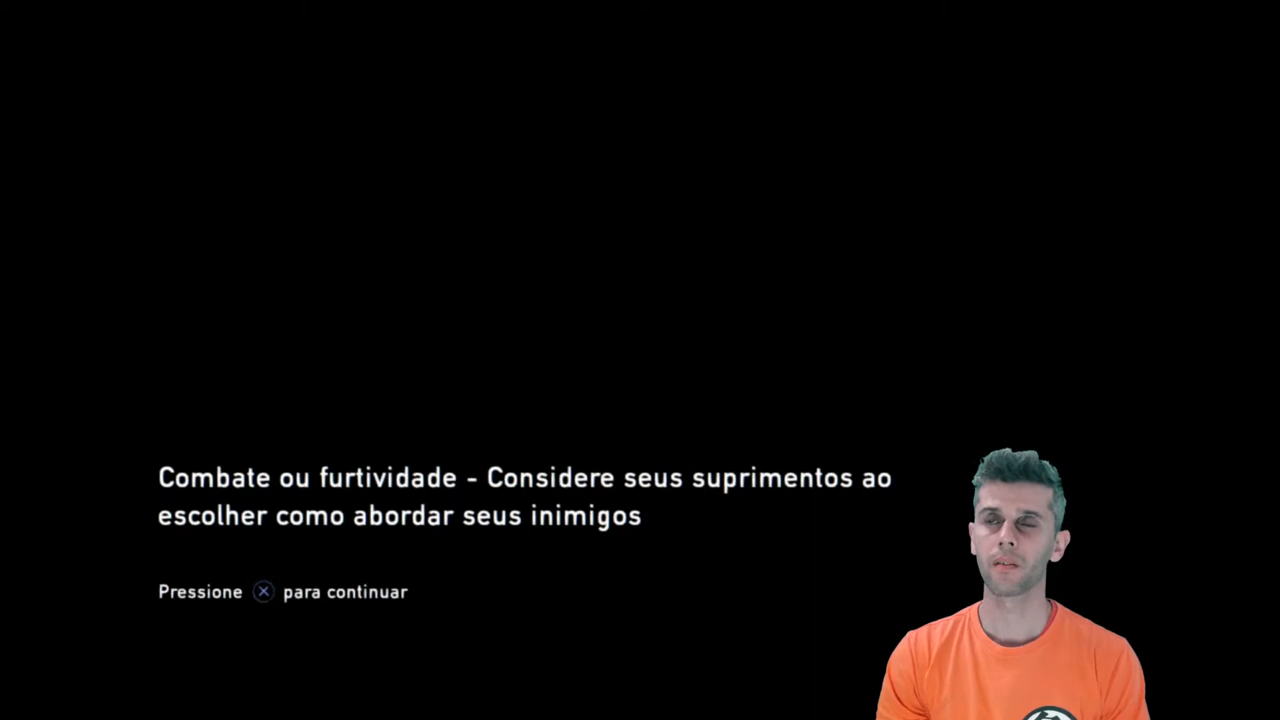 Combate ou furtividade - Considere seus suprimentos ao
escolher como abordar seus inimigos
Pressione ⓧ para continuar